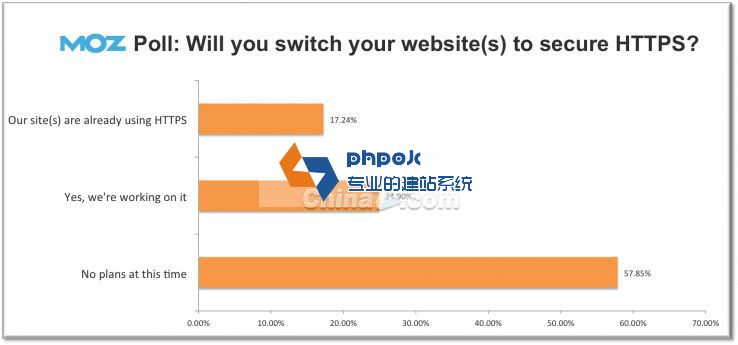 MOZ Poll: Will you switch your website(s) to secure HTTPS?
Our site(s) are already using HTTPS
17.24%
phpok
专业的建站系统
Yes, we're working on it
24.90%
No plans at this time
57.85%
0.00% 10.00% 20.00% 30.00% 40.00% 50.00% 60.00% 70.00%